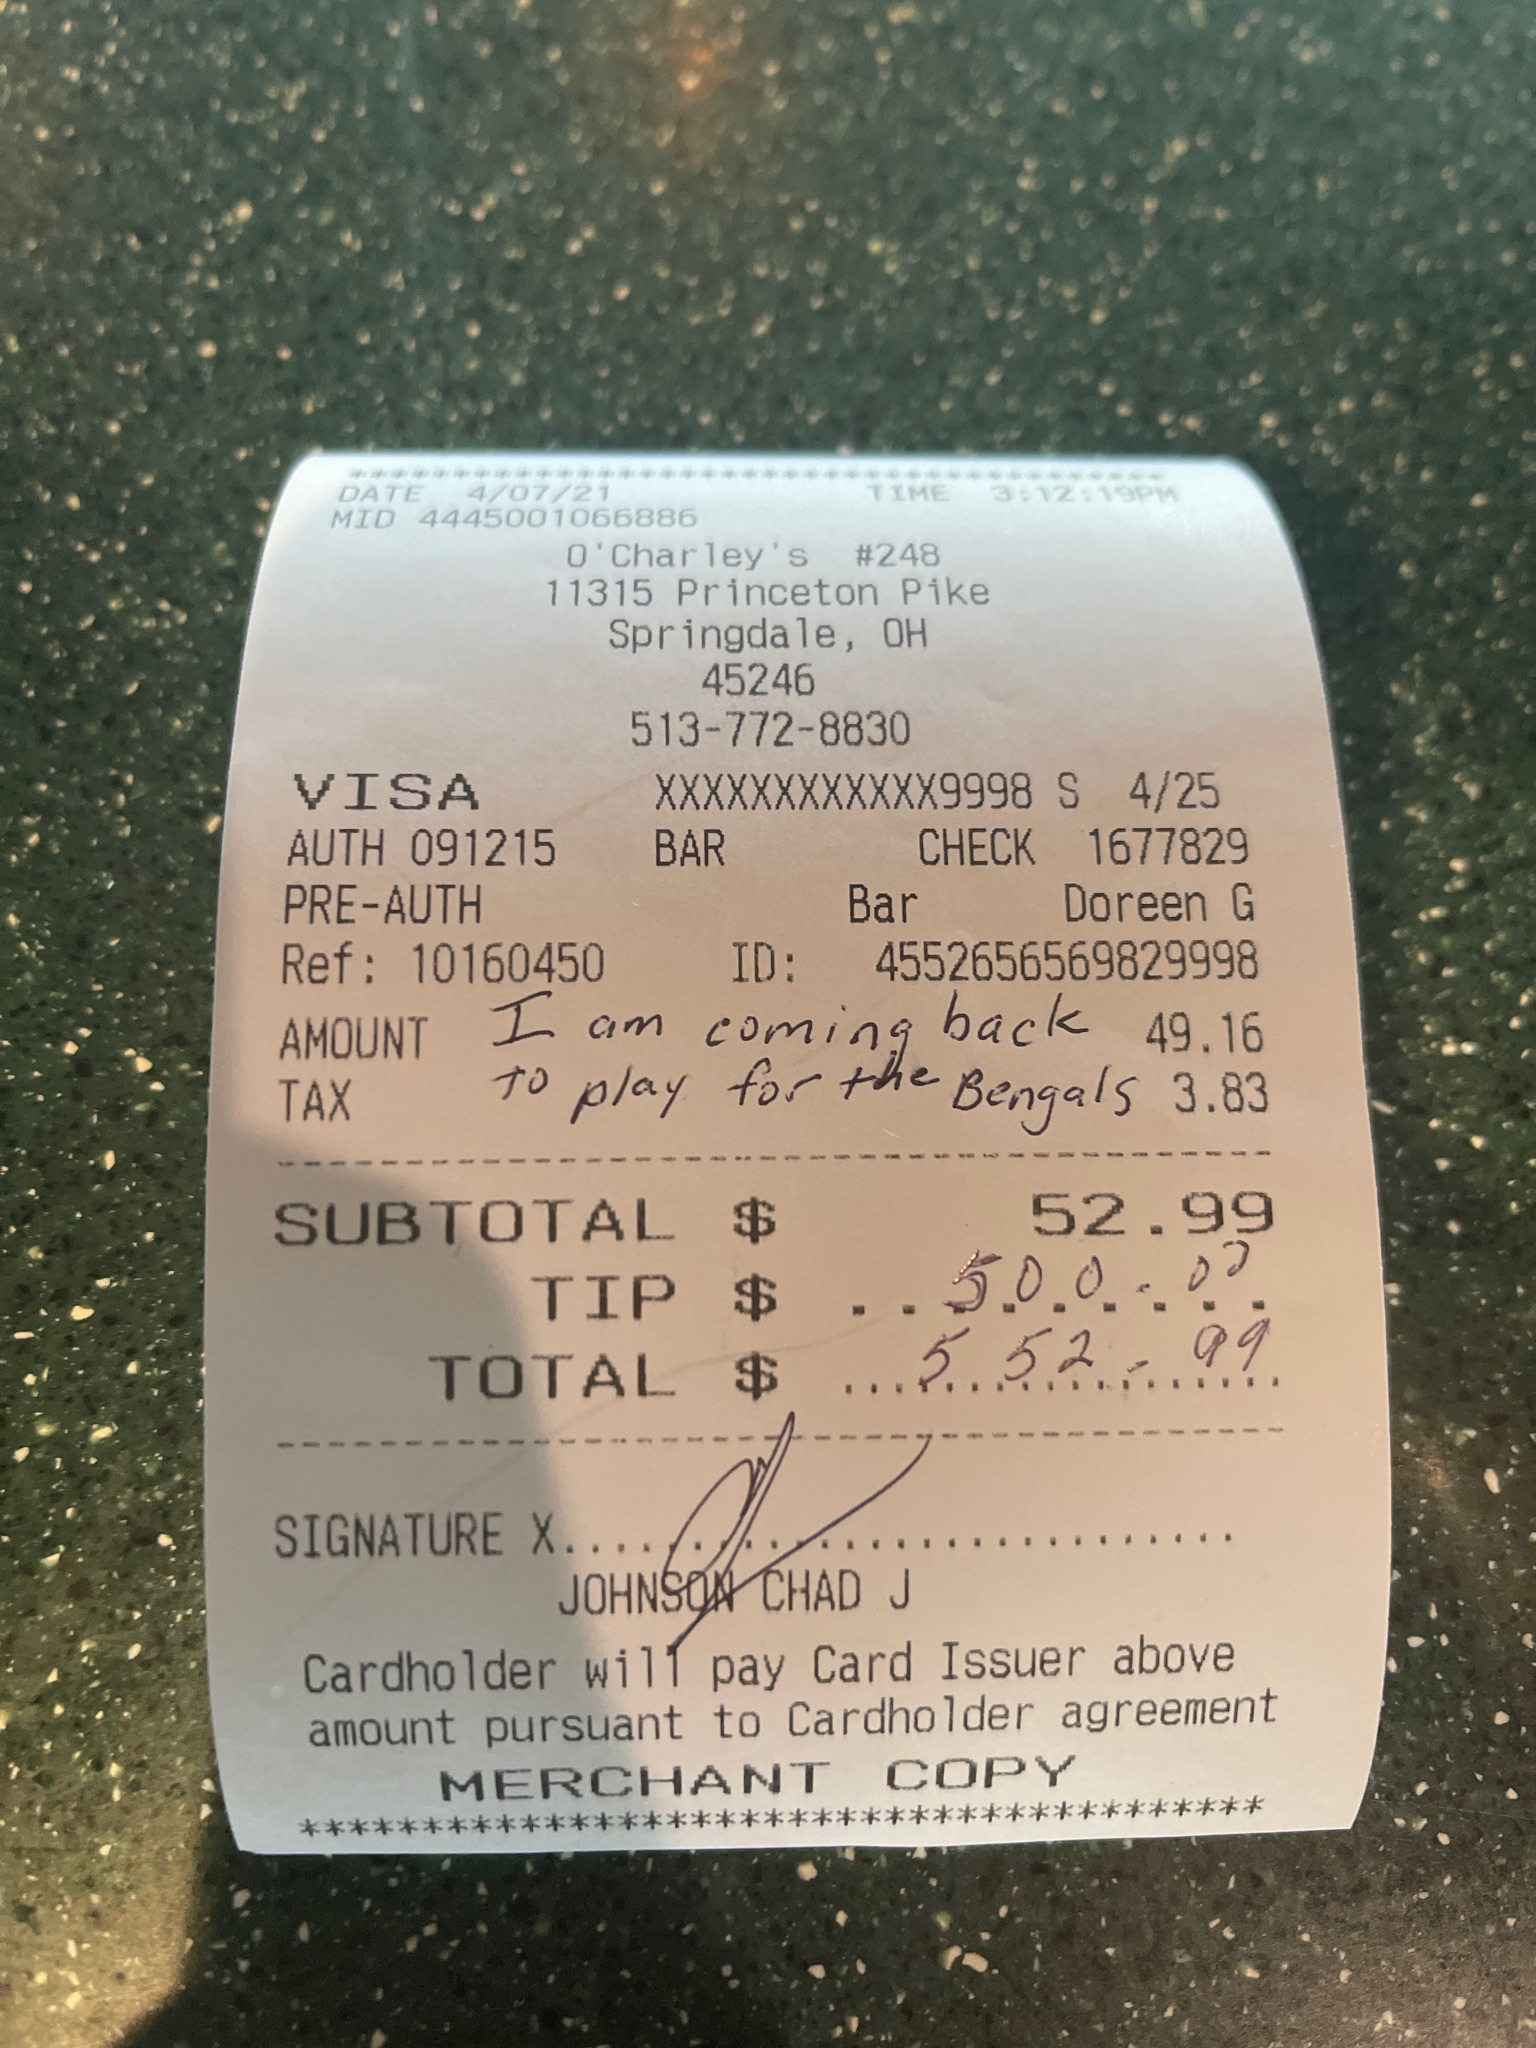 ****************************************
DATE 4/07/21 TIME 3:12:19PM
MID 4445001066886
O'Charley's #248
11315 Princeton Pike
Springdale, OH
45246
513-772-8830
VISA XXXXXXXXXXXX9998 S 4/25
AUTH 091215 BAR CHECK 1677829
PRE-AUTH Bar Doreen G
Ref: 10160450 ID: 4552656569829998
AMOUNT I am coming back 49.16
TAX to play for the Bengals 3.83
SUBTOTAL $ 52.99
TIP $ 500.00
TOTAL $ 552.99
SIGNATURE X
JOHNSON CHAD J
Cardholder will pay Card Issuer above
amount pursuant to Cardholder agreement
MERCHANT COPY
****************************************